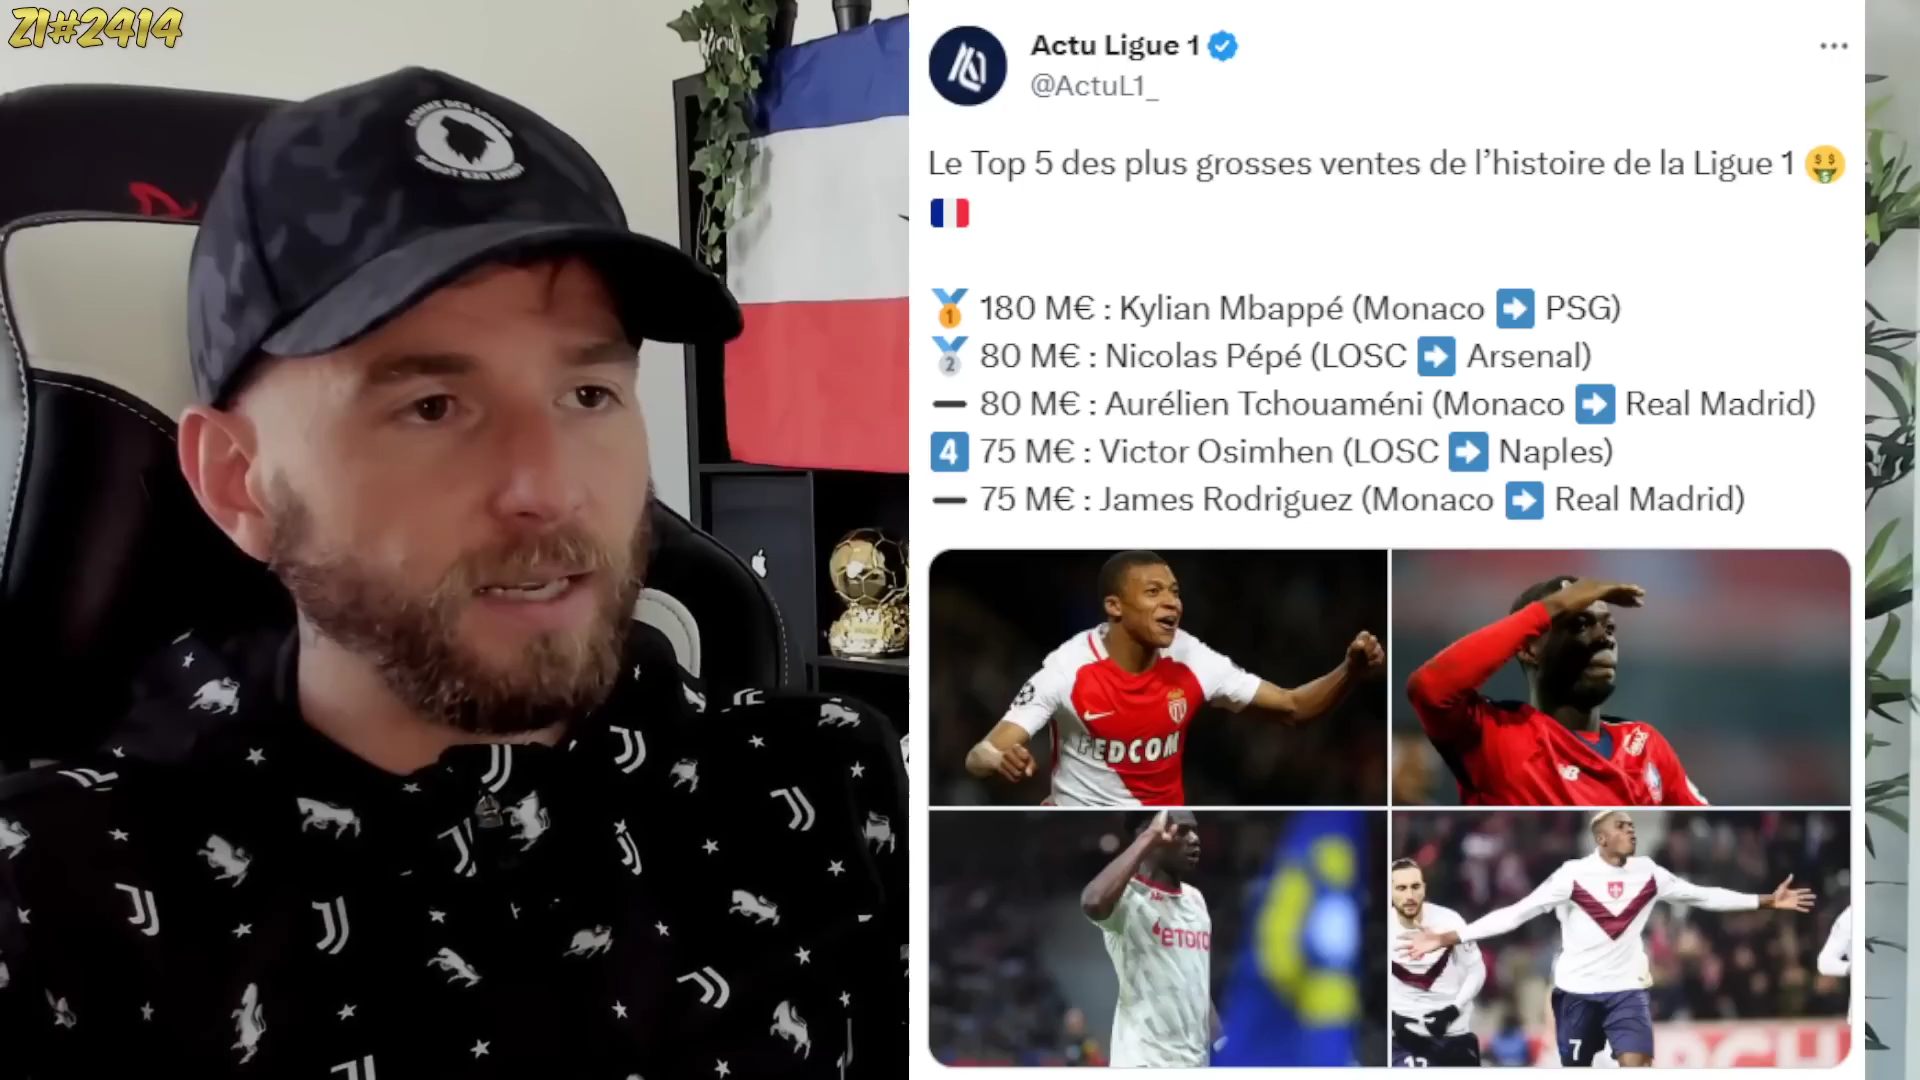 ZI#2414
Actu Ligue 1
@ActuL1_
Le Top 5 des plus grosses ventes de l’histoire de la Ligue 1 🤑
🇫🇷
🥇 180 M€ : Kylian Mbappé (Monaco ➡️ PSG)
🥈 80 M€ : Nicolas Pépé (LOSC ➡️ Arsenal)
➖ 80 M€ : Aurélien Tchouaméni (Monaco ➡️ Real Madrid)
4️⃣ 75 M€ : Victor Osimhen (LOSC ➡️ Naples)
➖ 75 M€ : James Rodriguez (Monaco ➡️ Real Madrid)
FEDCOM
etoro
7